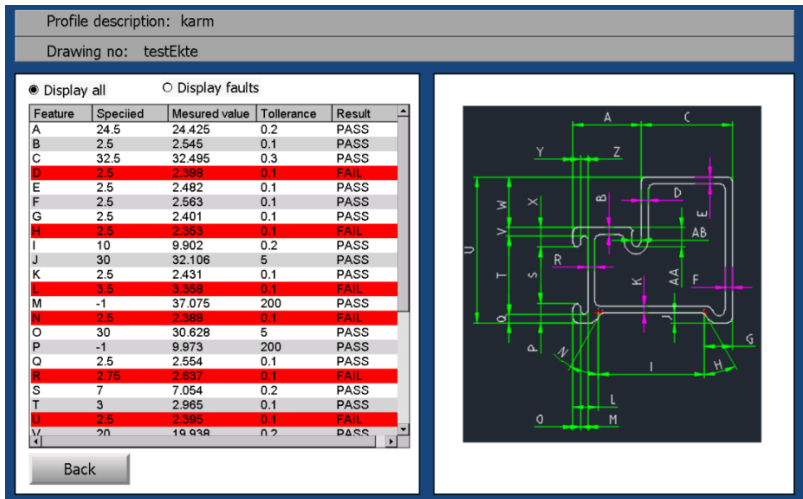 Profile description: karm
Drawing no: testEkte
Display all Display faults
Feature Speciied Mesured value Tollerance Result
A 24.5 24.425 0.2 PASS
B 2.5 2.545 0.1 PASS
C 32.5 32.495 0.3 PASS
D 2.5 2.398 0.1 FAIL
E 2.5 2.482 0.1 PASS
F 2.5 2.563 0.1 PASS
G 2.5 2.401 0.1 PASS
H 2.5 2.353 0.1 FAIL
I 10 9.902 0.2 PASS
J 30 32.106 5 PASS
K 2.5 2.431 0.1 PASS
L 3.5 3.358 0.1 FAIL
M -1 37.075 200 PASS
N 2.5 2.388 0.1 FAIL
O 30 30.628 5 PASS
P -1 9.973 200 PASS
Q 2.5 2.554 0.1 PASS
R 2.75 2.637 0.1 FAIL
S 7 7.054 0.2 PASS
T 3 2.965 0.1 PASS
U 2.5 2.395 0.1 FAIL
V 20 19.938 0.2 PASS
Back
A C
Y Z
W X B D E
U V AB
T S R AA
K F
Q J
P G
N I H
L
O M